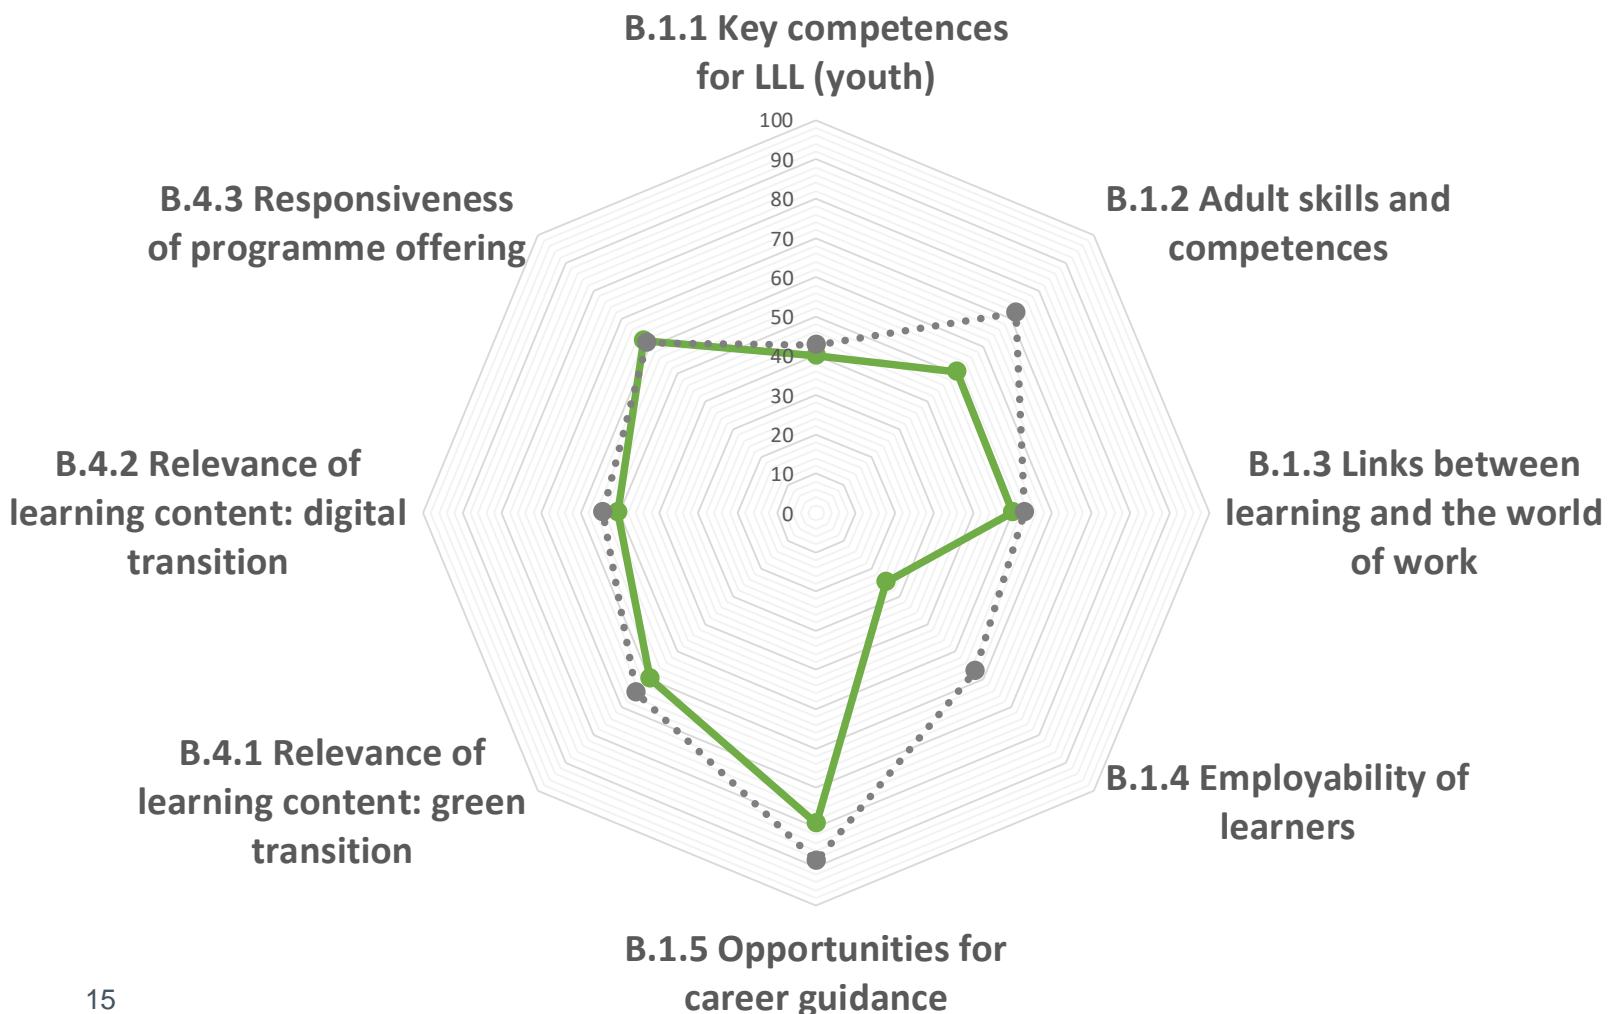 B.1.1 Key competences
for LLL (youth)
100
90
80
70
60
50
40
30
20
10
0
B.1.2 Adult skills and
competences
B.1.3 Links between
learning and the world
of work
B.1.4 Employability of
learners
B.1.5 Opportunities for
career guidance
B.4.1 Relevance of
learning content: green
transition
B.4.2 Relevance of
learning content: digital
transition
B.4.3 Responsiveness
of programme offering
15